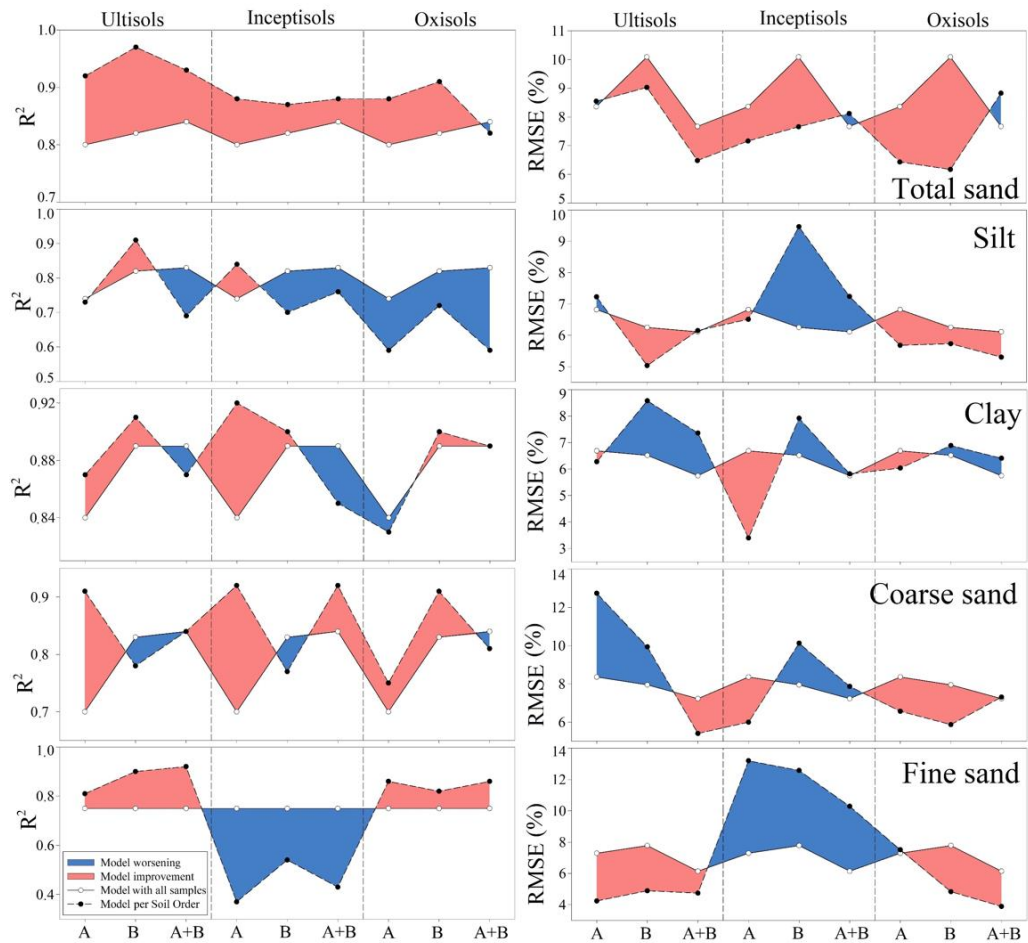 Ultisols Inceptisols Oxisols
Ultisols Inceptisols Oxisols
1.0
0.9
0.8
0.7
R²
11
10
9
8
7
6
5
RMSE (%)
Total sand
1.0
0.9
0.8
0.7
0.6
0.5
R²
10
9
8
7
6
5
RMSE (%)
Silt
0.92
0.88
0.84
R²
9
8
7
6
5
4
3
RMSE (%)
Clay
0.9
0.8
0.7
R²
14
12
10
8
6
RMSE (%)
Coarse sand
1.0
0.8
0.6
0.4
R²
Model worsening
Model improvement
Model with all samples
Model per Soil Order
14
12
10
8
6
4
RMSE (%)
Fine sand
A B A+B A B A+B A B A+B
A B A+B A B A+B A B A+B